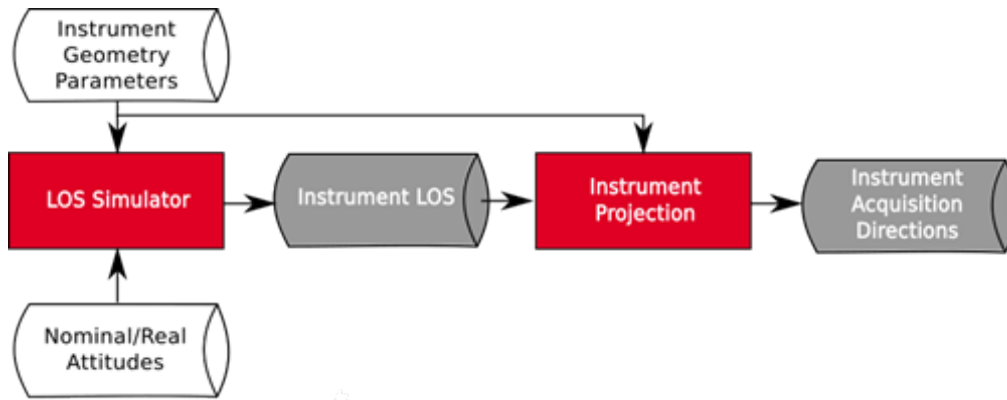 Instrument
Geometry
Parameters
LOS Simulator
Instrument LOS
Instrument
Projection
Instrument
Acquisition
Directions
Nominal/Real
Attitudes